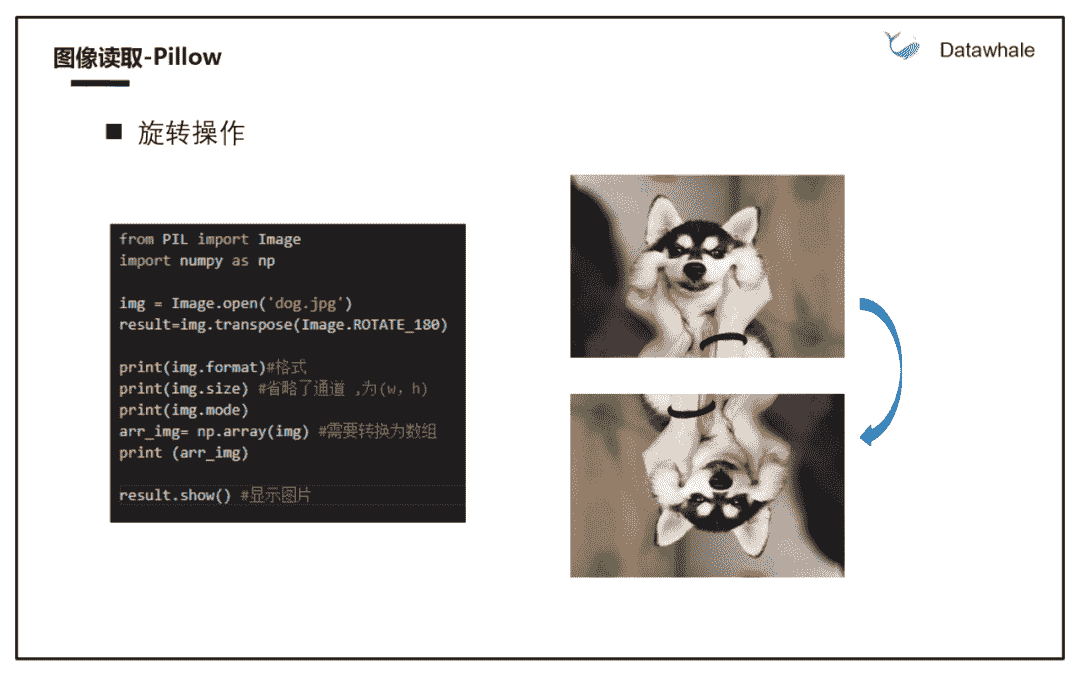 图像读取-Pillow
Datawhale
■ 旋转操作
from PIL import Image
import numpy as np
img = Image.open('dog.jpg')
result=img.transpose(Image.ROTATE_180)
print(img.format)#格式
print(img.size) #省略了通道 ,为(w，h)
print(img.mode)
arr_img= np.array(img) #需要转换为数组
print (arr_img)
result.show() #显示图片